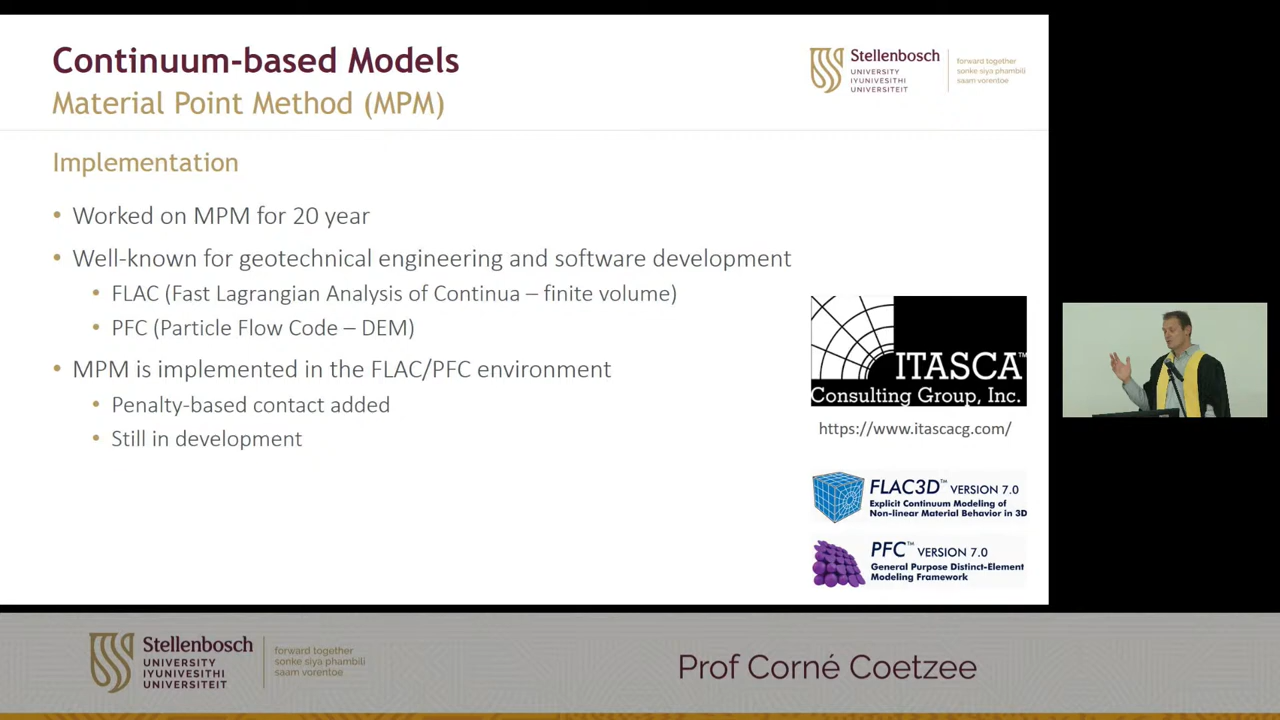 Continuum-based Models
Material Point Method (MPM)
Stellenbosch
UNIVERSITY
IYUNIVESITHI
UNIVERSITEIT
forward together
sonke siya phambili
saam vorentoe
Implementation
• Worked on MPM for 20 year
• Well-known for geotechnical engineering and software development
• FLAC (Fast Lagrangian Analysis of Continua – finite volume)
• PFC (Particle Flow Code – DEM)
• MPM is implemented in the FLAC/PFC environment
• Penalty-based contact added
• Still in development
ITASCA™
Consulting Group, Inc.
https://www.itascacg.com/
FLAC3D™ VERSION 7.0
Explicit Continuum Modeling of
Non-linear Material Behavior in 3D
PFC™ VERSION 7.0
General Purpose Distinct-Element
Modeling Framework
Stellenbosch
UNIVERSITY
IYUNIVESITHI
UNIVERSITEIT
forward together
sonke siya phambili
saam vorentoe
Prof Corné Coetzee